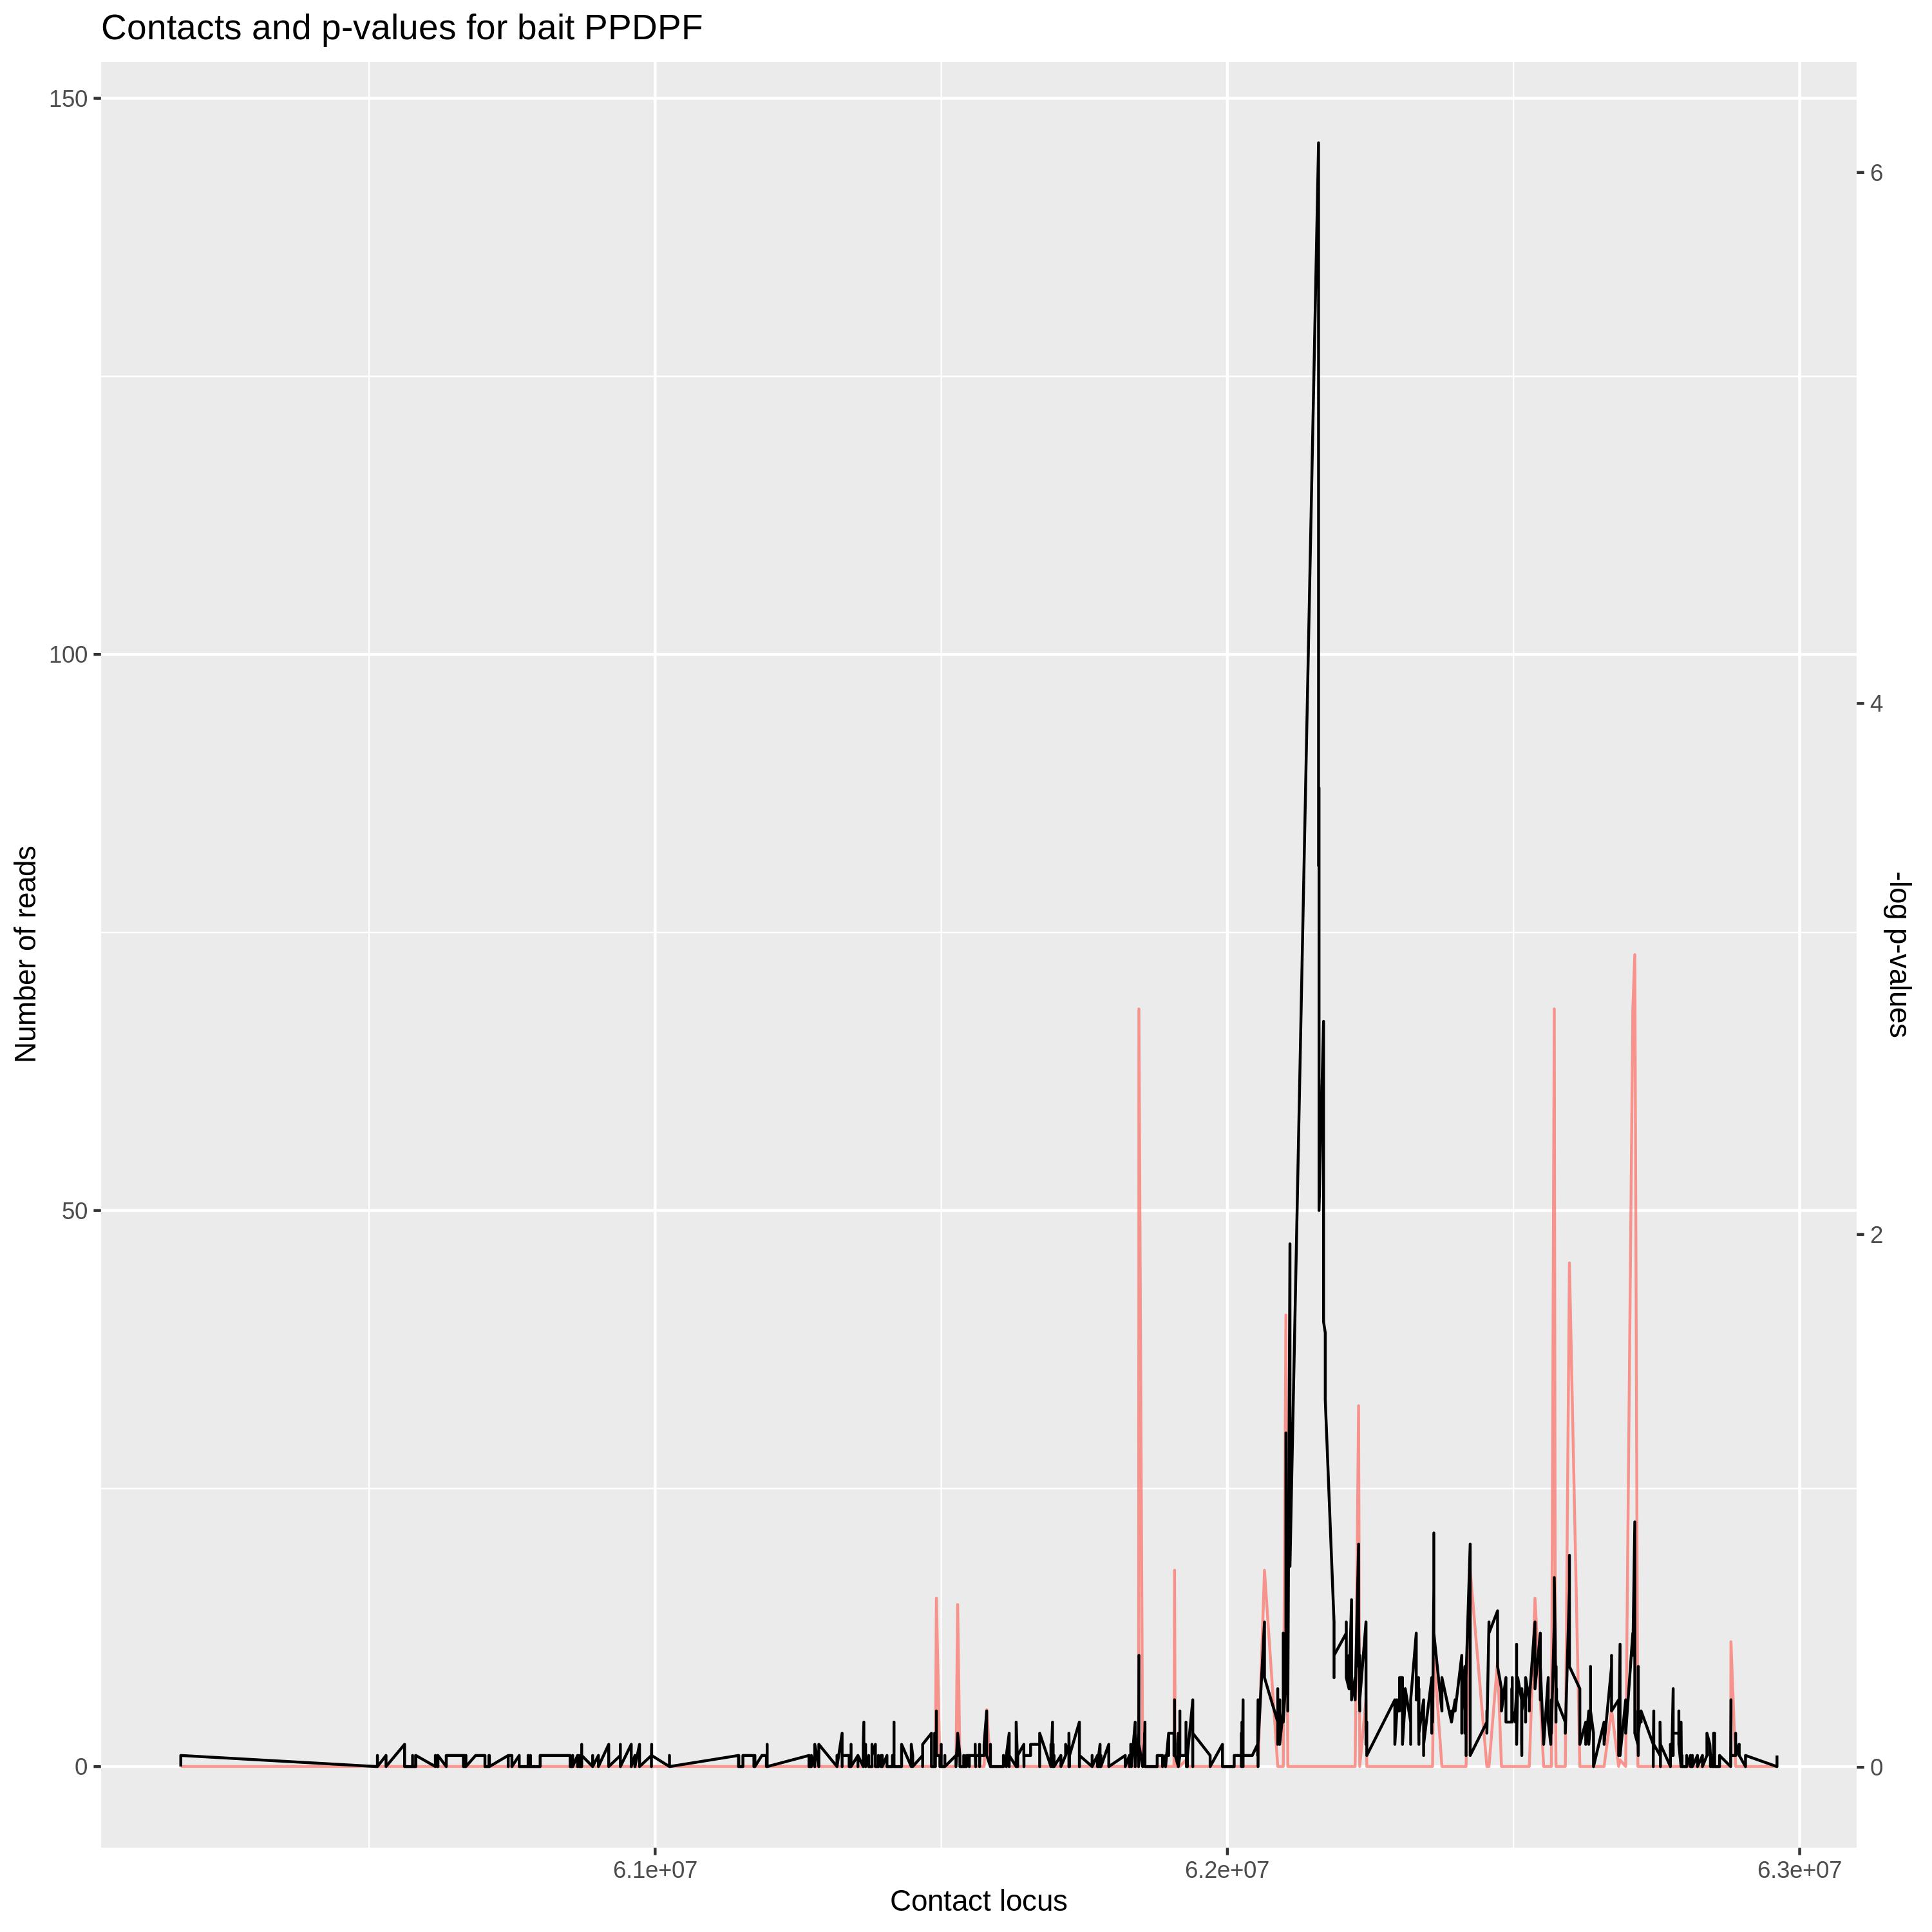 Contacts and p-values for bait PPDPF
150
100
50
0
6
4
2
0
Number of reads
-log p-values
6.1e+07
6.2e+07
6.3e+07
Contact locus